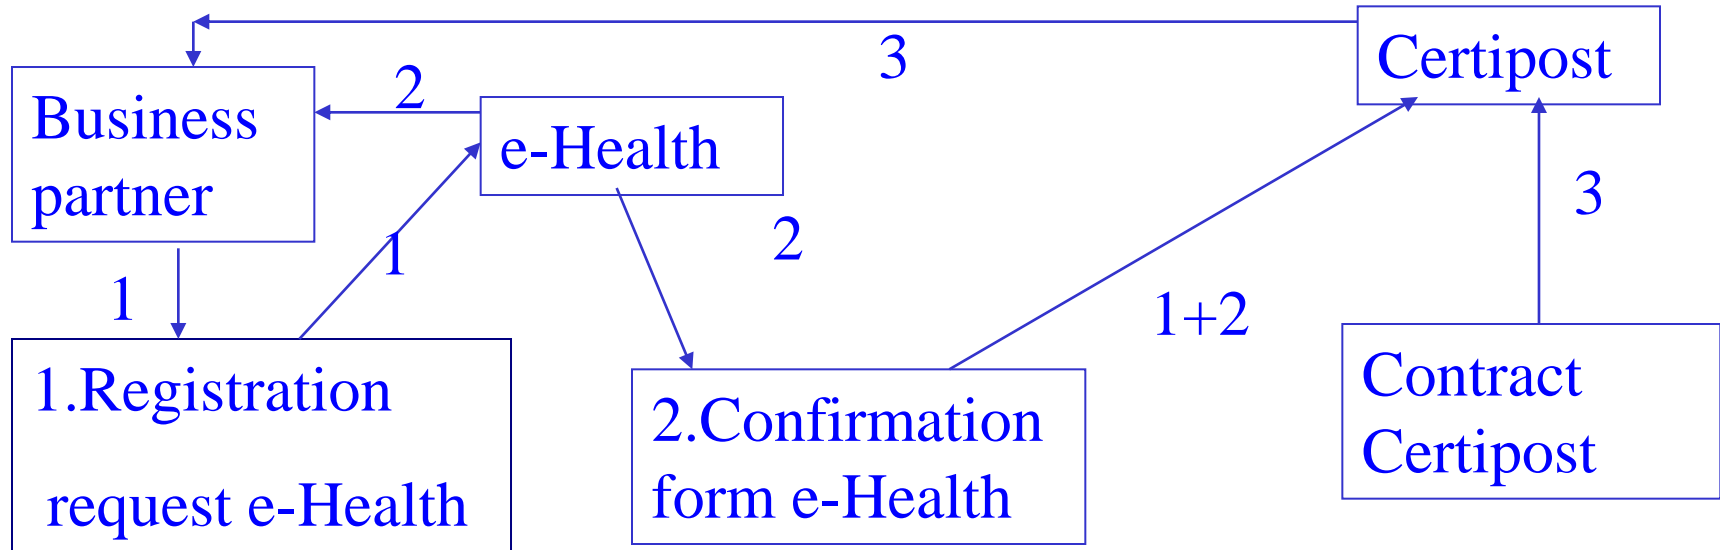 3
Certipost
2
Business
partner
e-Health
3
2
1
1
1+2
1.Registration
request e-Health
2.Confirmation
form e-Health
Contract
Certipost